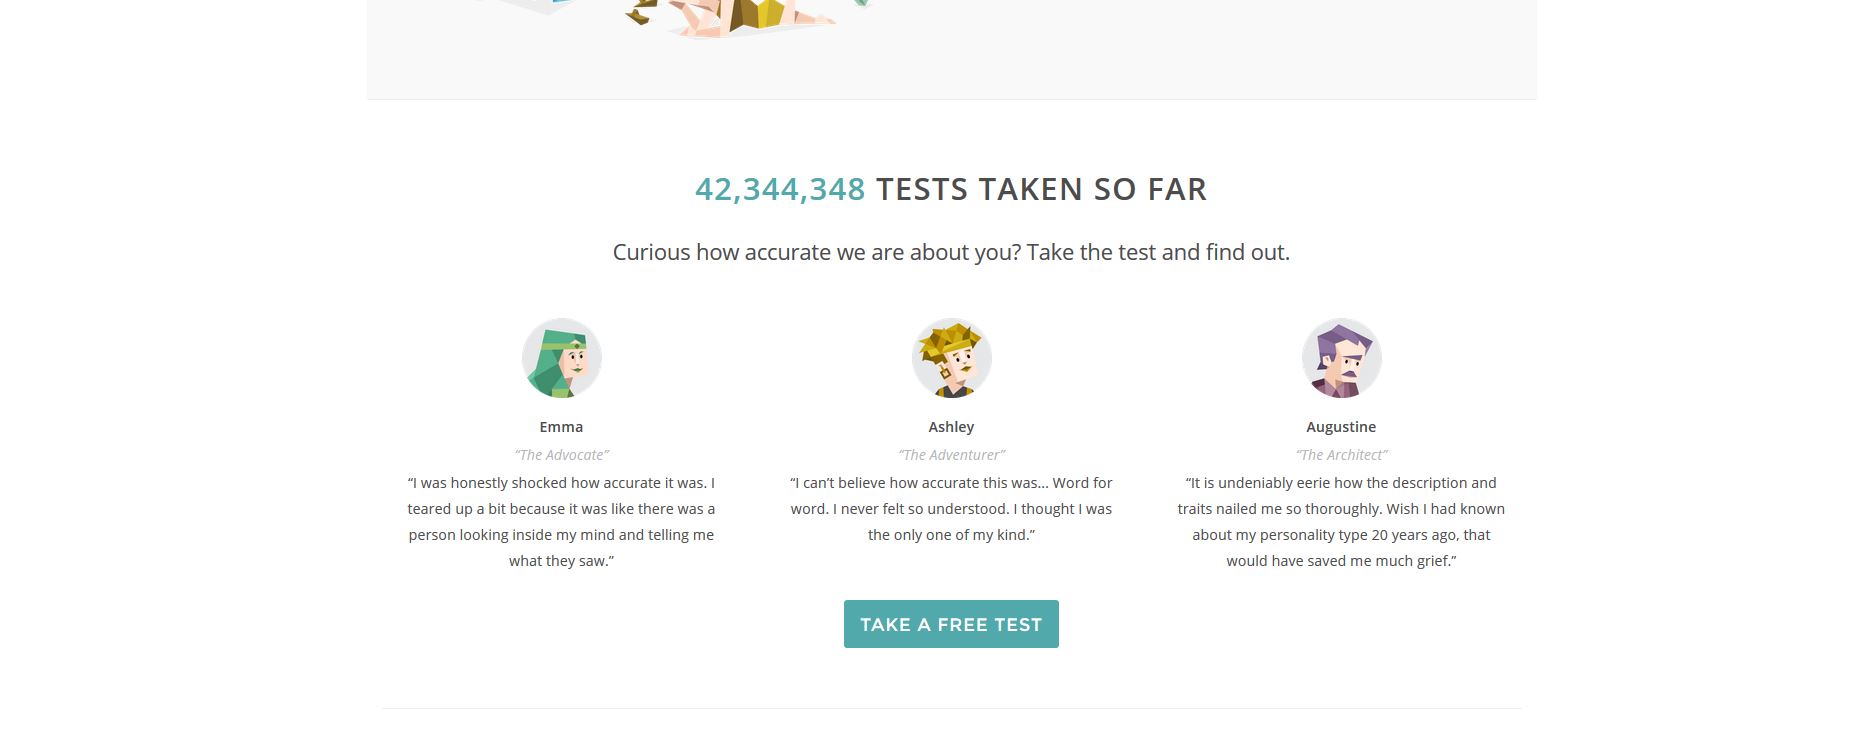 42,344,348 TESTS TAKEN SO FAR
Curious how accurate we are about you? Take the test and find out.
Emma
“The Advocate”
“I was honestly shocked how accurate it was. I
teared up a bit because it was like there was a
person looking inside my mind and telling me
what they saw.”
Ashley
“The Adventurer”
“I can’t believe how accurate this was... Word for
word. I never felt so understood. I thought I was
the only one of my kind.”
Augustine
“The Architect”
“It is undeniably eerie how the description and
traits nailed me so thoroughly. Wish I had known
about my personality type 20 years ago, that
would have saved me much grief.”
TAKE A FREE TEST